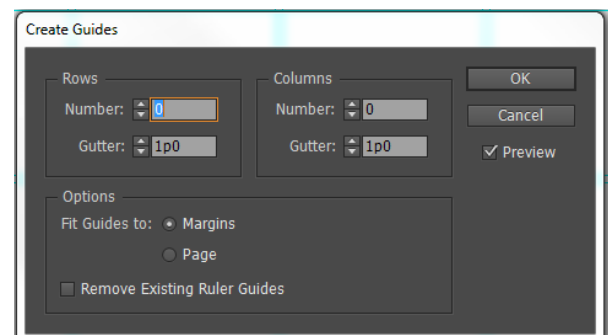 Create Guides
Rows
Number: 0
Gutter: 1p0
Columns
Number: 0
Gutter: 1p0
OK
Cancel
Preview
Options
Fit Guides to: Margins
Page
Remove Existing Ruler Guides